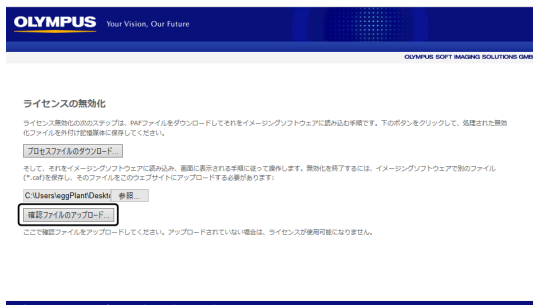 OLYMPUS Your Vision, Our Future
OLYMPUS SOFT IMAGING SOLUTIONS GMB
ライセンスの無効化
ライセンス無効化の次のステップは、PAFファイルをダウンロードしてそれをイメージングソフトウェアに読み込む手順です。下のボタンをクリックして、処理された無効
化ファイルを外付け記憶媒体に保存してください。
プロセスファイルのダウンロード...
そして、それをイメージングソフトウェアに読み込み、画面に表示される手順に従って操作します。無効化を終了するには、イメージングソフトウェアで別のファイル
(*.caf)を保存し、そのファイルをこのウェブサイトにアップロードする必要があります:
C:\Users\eggPlant\Deskto 参照...
確認ファイルのアップロード...
ここで確認ファイルをアップロードしてください。アップロードされていない場合は、ライセンスが使用可能になりません。